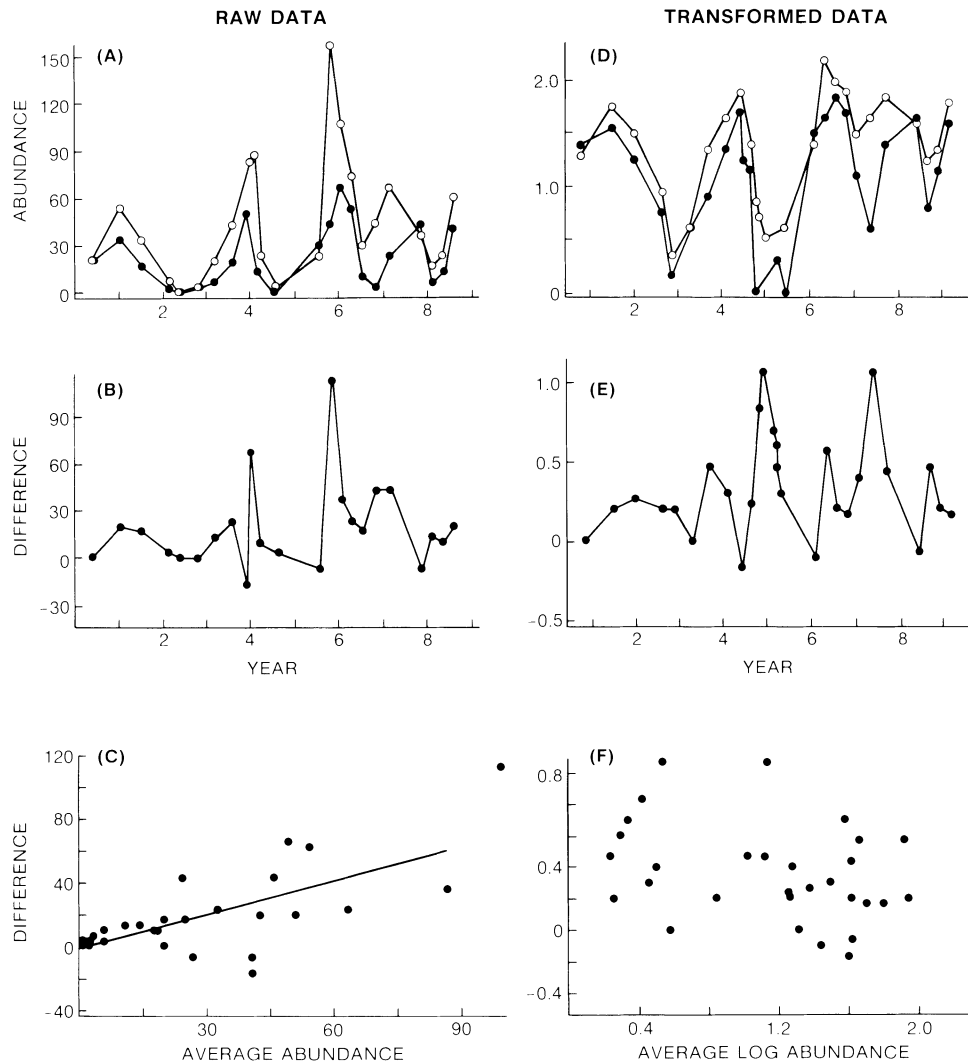 RAW DATA
TRANSFORMED DATA
(A)
150
120
90
60
30
0
ABUNDANCE
2 4 6 8
(D)
2.0
1.0
0
2 4 6 8
(B)
90
60
30
0
-30
DIFFERENCE
2 4 6 8
YEAR
(E)
1.0
0.5
0
-0.5
2 4 6 8
YEAR
(C)
120
80
40
0
-40
DIFFERENCE
30 60 90
AVERAGE ABUNDANCE
(F)
0.8
0.4
0
-0.4
0.4 1.2 2.0
AVERAGE LOG ABUNDANCE